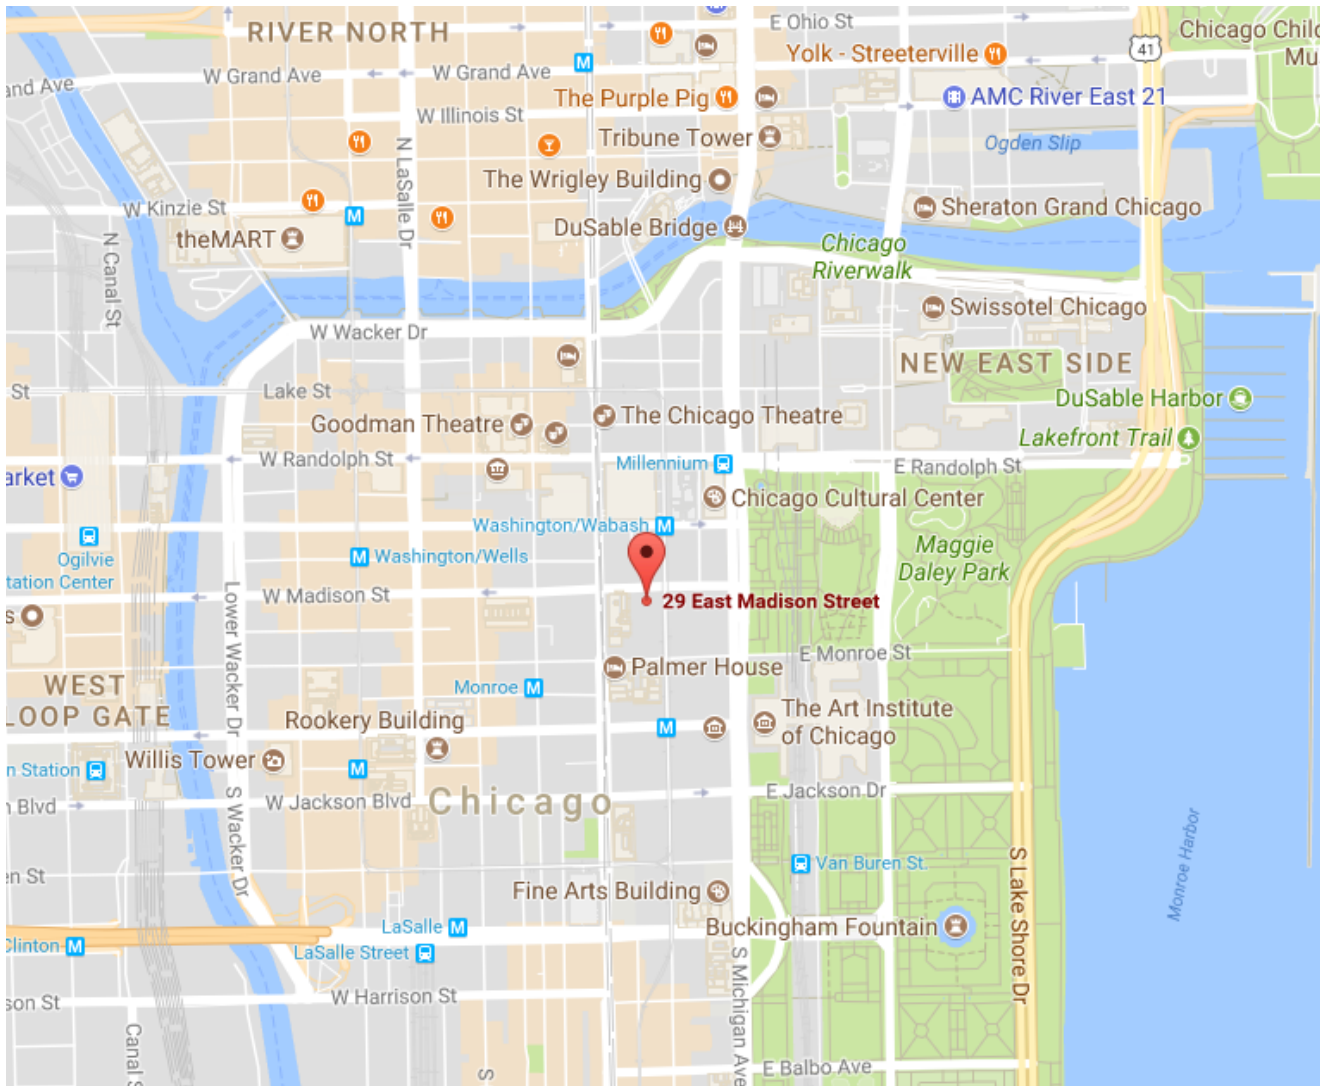 E Ohio St
RIVER NORTH
Chicago Chil
Mu
41
Yolk - Streeterville
W Grand Ave
M
W Grand Ave
and Ave
The Purple Pig
AMC River East 21
W Illinois St
Tribune Tower
Ogden Slip
N LaSalle Dr
The Wrigley Building
W Kinzie St
M
Sheraton Grand Chicago
theMART
DuSable Bridge
Chicago
Riverwalk
N Canal St
Swissotel Chicago
W Wacker Dr
NEW EAST SIDE
St
Lake St
DuSable Harbor
Goodman Theatre
The Chicago Theatre
Lakefront Trail
W Randolph St
Millennium
E Randolph St
arket
Chicago Cultural Center
Washington/Wabash M
Ogilvie
tation Center
M Washington/Wells
Maggie
Daley Park
W Madison St
29 East Madison Street
s
Lower Wacker Dr
E Monroe St
Palmer House
WEST
LOOP GATE
Monroe M
The Art Institute
of Chicago
Rookery Building
M
Willis Tower
n Station
M
E Jackson Dr
n Blvd
W Jackson Blvd
Chicago
S Wacker Dr
Monroe Harbor
Van Buren St.
en St
Fine Arts Building
S Lake Shore Dr
LaSalle M
Buckingham Fountain
Clinton M
LaSalle Street
W Harrison St
son St
S Michigan Ave
Canal S
S
E Balbo Ave